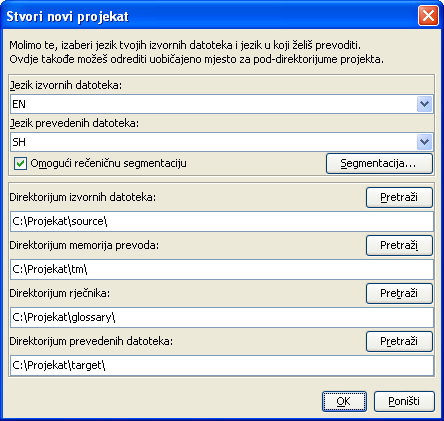 Stvori novi projekat
Molimo te, izaberi jezik tvojih izvornih datoteka i jezik u koji želiš prevoditi.
Ovdje takođe možeš odrediti uobičajeno mjesto za pod-direktorijume projekta.
Jezik izvornih datoteka:
EN
Jezik prevedenih datoteka:
SH
Omogući rečeničnu segmentaciju
Segmentacija...
Direktorijum izvornih datoteka:
Pretraži
C:\Projekat\source\
Direktorijum memorija prevoda:
Pretraži
C:\Projekat\tm\
Direktorijum rječnika:
Pretraži
C:\Projekat\glossary\
Direktorijum prevedenih datoteka:
Pretraži
C:\Projekat\target\
OK
Poništi